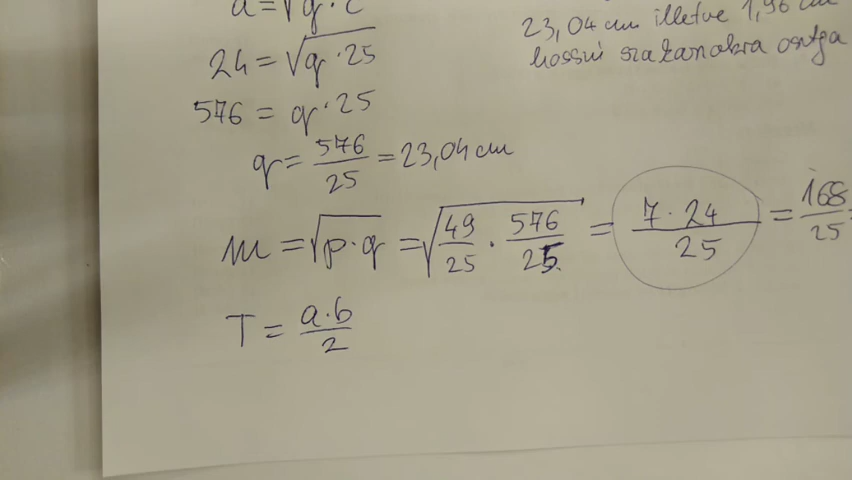 a=√q·c
24 = √q·25
576 = q·25
q = 576/25 = 23,04 cm
m = √p·q = √49/25 · 576/25 = 7·24/25 = 168/25 =
T = a·b/2
23,04 cm illetve 1,96 cm
hosszú szakaszokra osztja